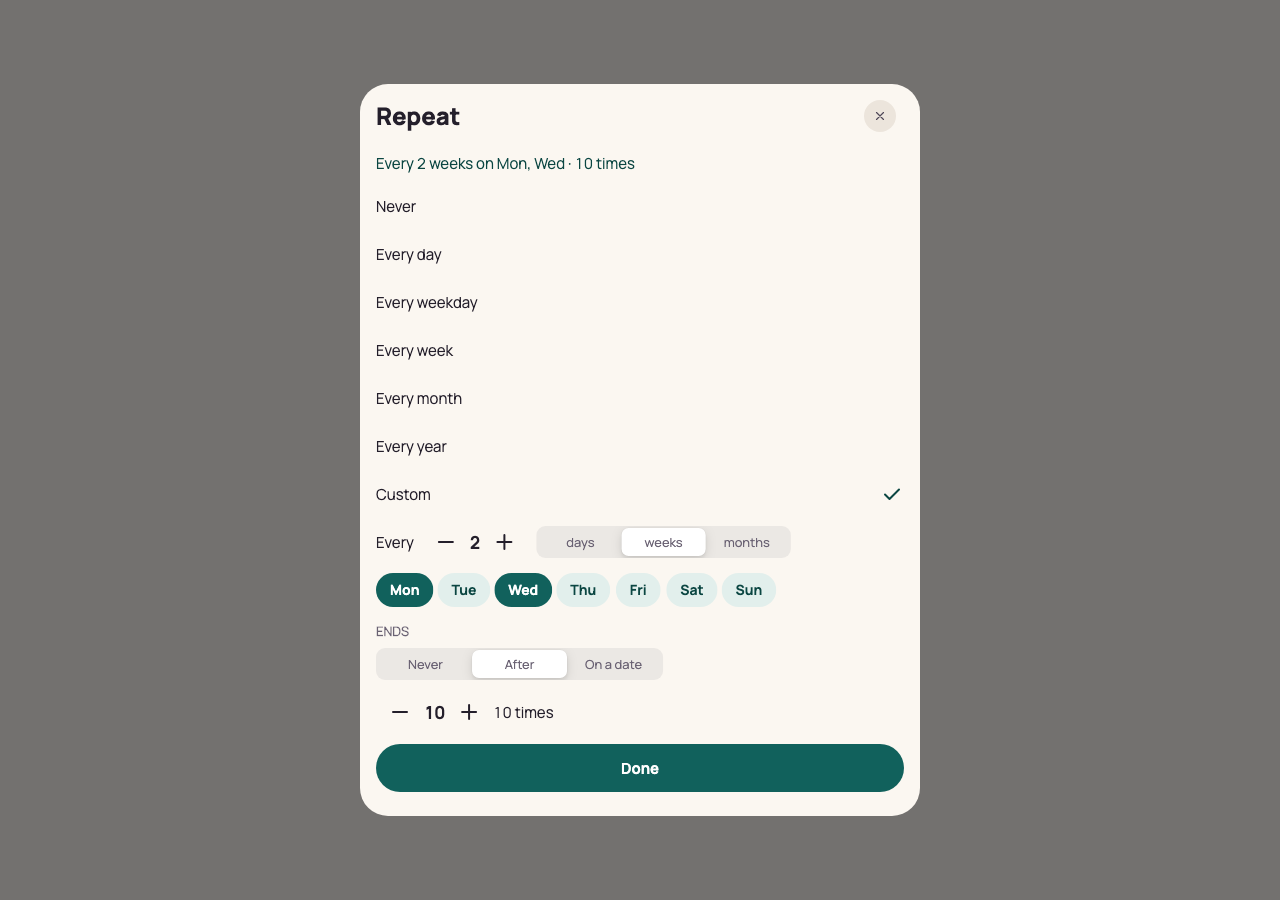 Repeat
Every 2 weeks on Mon, Wed · 10 times
Never
Every day
Every weekday
Every week
Every month
Every year
Custom
Every 2 days weeks months
Mon Tue Wed Thu Fri Sat Sun
ENDS
Never After On a date
10 10 times
Done